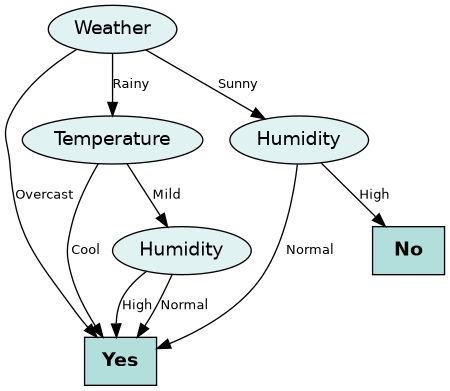 Weather
Rainy
Sunny
Temperature
Humidity
Overcast
Mild
High
Cool
Humidity
Normal
No
High
Normal
Yes